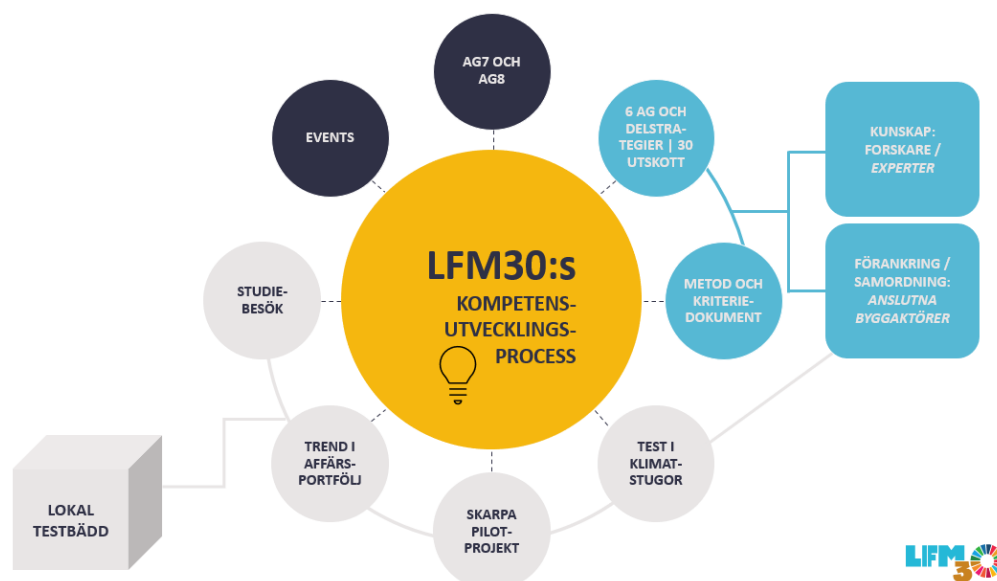 AG7 OCH
AG8
EVENTS
6 AG OCH
DELSTRA-
TEGIER | 30
UTSKOTT
KUNSKAP:
FORSKARE /
EXPERTER
LFM30:s
KOMPETENS-
UTVECKLINGS-
PROCESS
STUDIE-
BESÖK
METOD OCH
KRITERIE-
DOKUMENT
FÖRANKRING /
SAMORDNING:
ANSLUTNA
BYGGAKTÖRER
TREND I
AFFÄRS-
PORTFÖLJ
TEST I
KLIMAT-
STUGOR
LOKAL
TESTBÄDD
SKARPA
PILOT-
PROJEKT
LFM
30